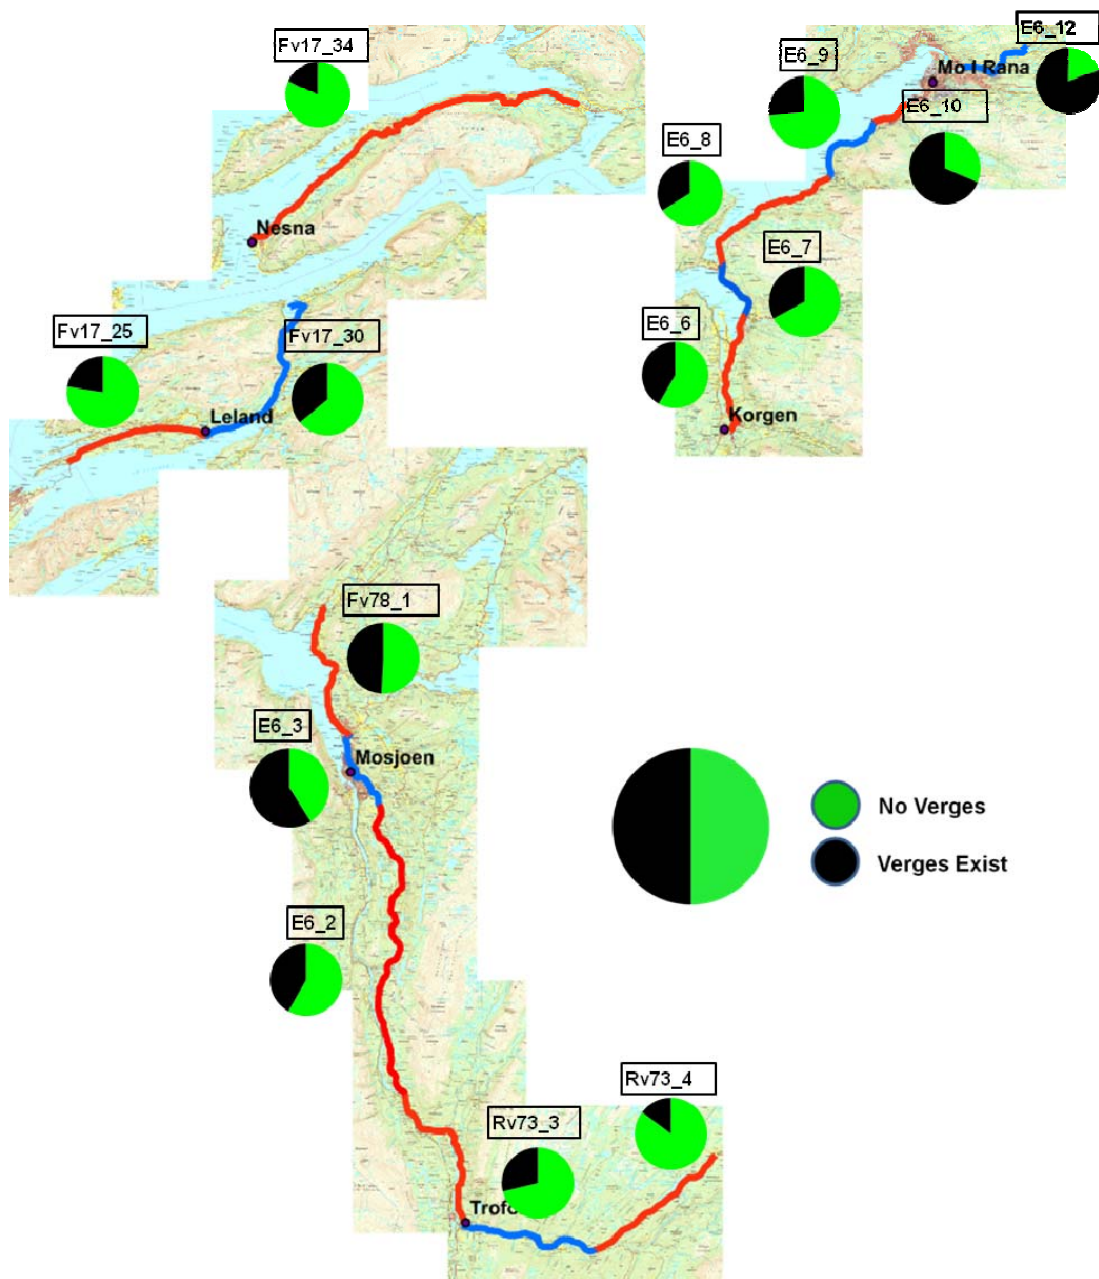 Fv17_34
E6_12
E6_9
Mo I Rana
E6_10
E6_8
Nesna
E6_7
Fv17_25
Fv17_30
E6_6
Leland
Korgen
Fv78_1
E6_3
Mosjoen
No Verges
Verges Exist
E6_2
Rv73_4
Rv73_3
Trofo